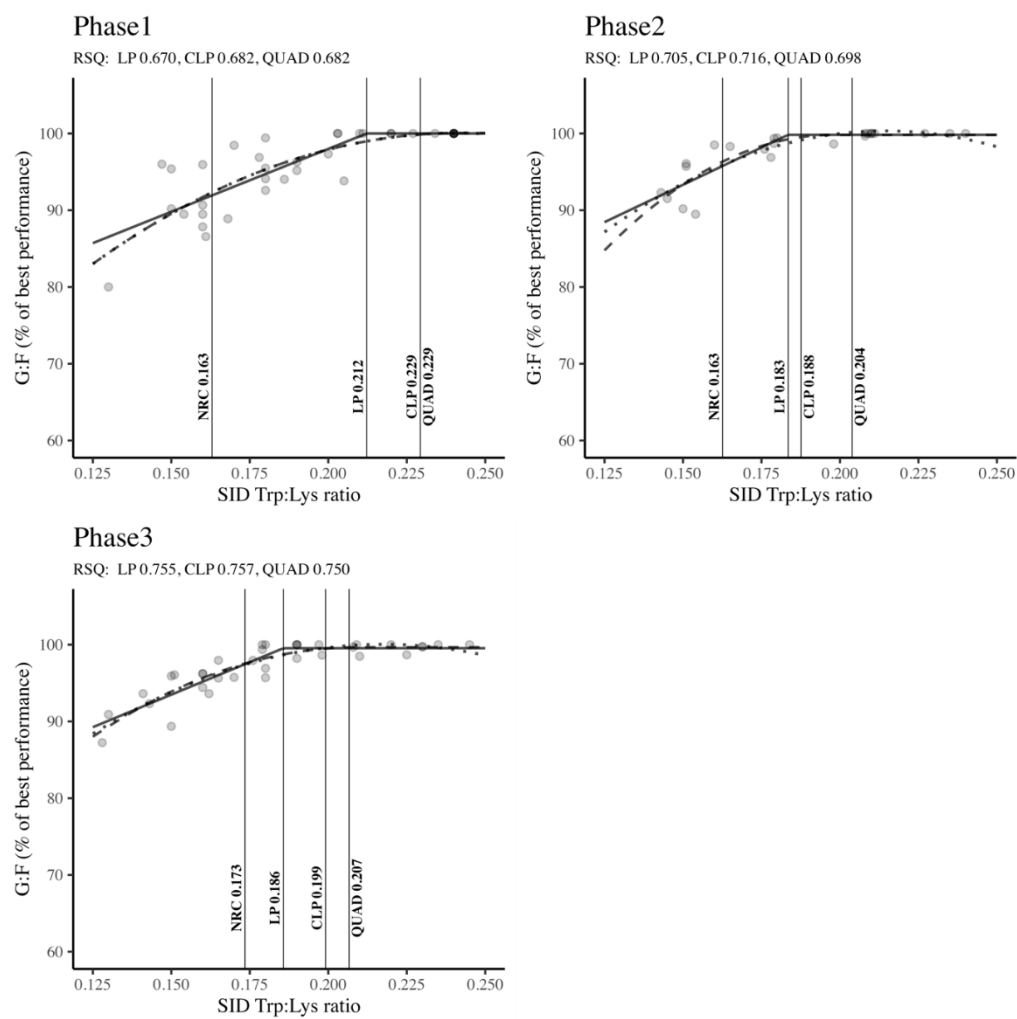 Phase1
RSQ: LP 0.670, CLP 0.682, QUAD 0.682
G:F (% of best performance)
100
90
80
70
60
NRC 0.163
LP 0.212
CLP 0.229
QUAD 0.229
0.125 0.150 0.175 0.200 0.225 0.250
SID Trp:Lys ratio
Phase2
RSQ: LP 0.705, CLP 0.716, QUAD 0.698
G:F (% of best performance)
100
90
80
70
60
NRC 0.163
LP 0.183
CLP 0.188
QUAD 0.204
0.125 0.150 0.175 0.200 0.225 0.250
SID Trp:Lys ratio
Phase3
RSQ: LP 0.755, CLP 0.757, QUAD 0.750
G:F (% of best performance)
100
90
80
70
60
NRC 0.173
LP 0.186
CLP 0.199
QUAD 0.207
0.125 0.150 0.175 0.200 0.225 0.250
SID Trp:Lys ratio